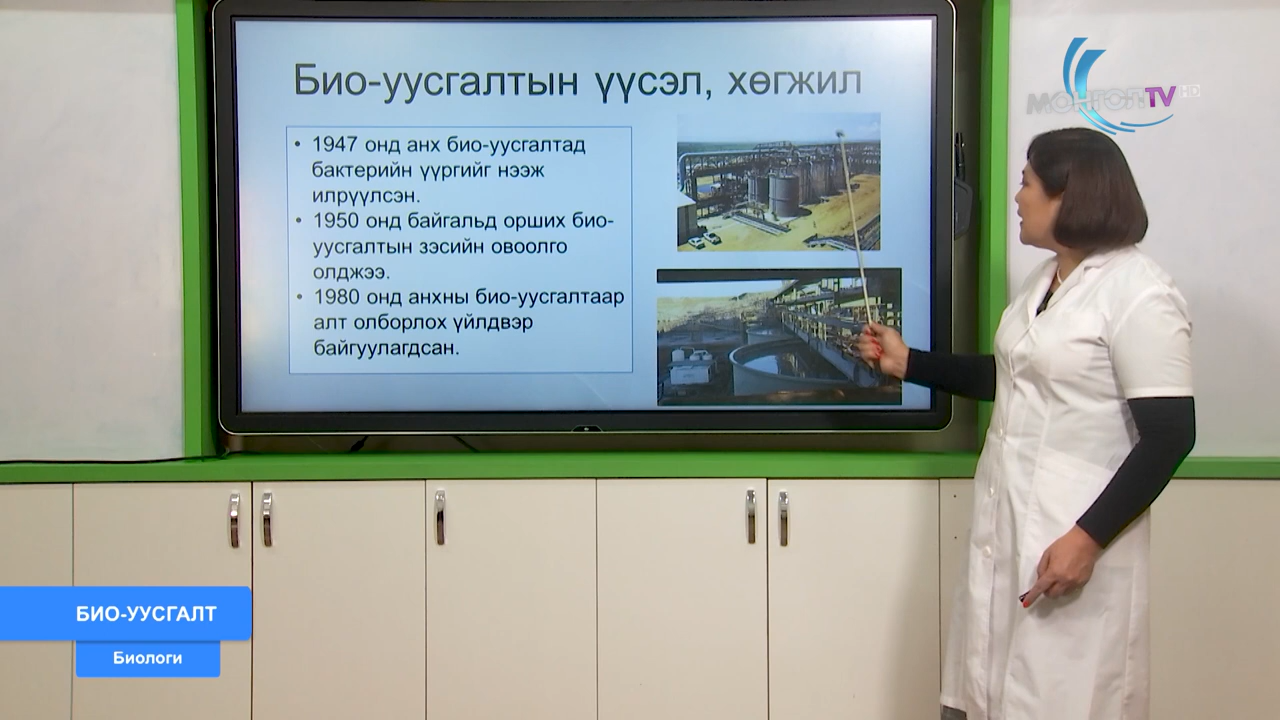 Био-уусгалтын үүсэл, хөгжил
• 1947 онд анх био-уусгалтад
бактерийн үүргийг нээж
илрүүлсэн.
• 1950 онд байгальд орших био-
уусгалтын зэсийн овоолго
олджээ.
• 1980 онд анхны био-уусгалтаар
алт олборлох үйлдвэр
байгуулагдсан.
МОНГОЛ TV HD
БИО-УУСГАЛТ
Биологи